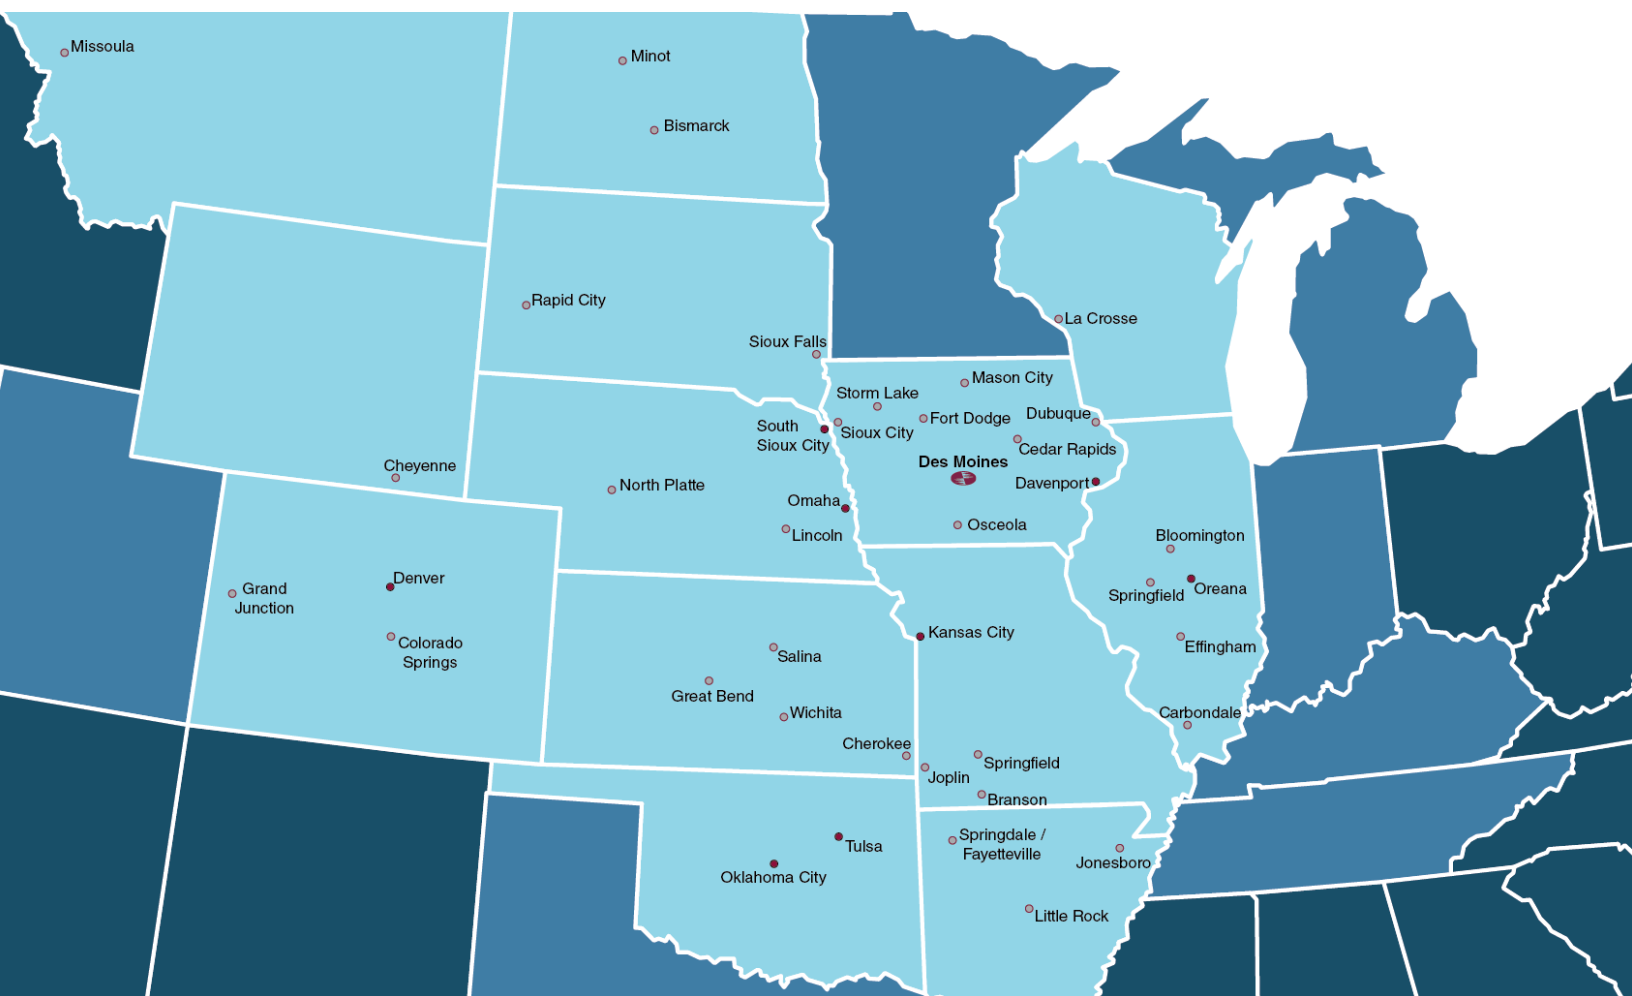 Missoula
Minot
Bismarck
Rapid City
La Crosse
Sioux Falls
Mason City
Storm Lake
Dubuque
Fort Dodge
South
Sioux City
Sioux City
Cedar Rapids
Des Moines
Cheyenne
Davenport
North Platte
Omaha
Osceola
Lincoln
Bloomington
Denver
Grand
Junction
Springfield
Oreana
Kansas City
Colorado
Springs
Effingham
Salina
Great Bend
Wichita
Carbondale
Cherokee
Springfield
Joplin
Branson
Springdale /
Fayetteville
Tulsa
Jonesboro
Oklahoma City
Little Rock